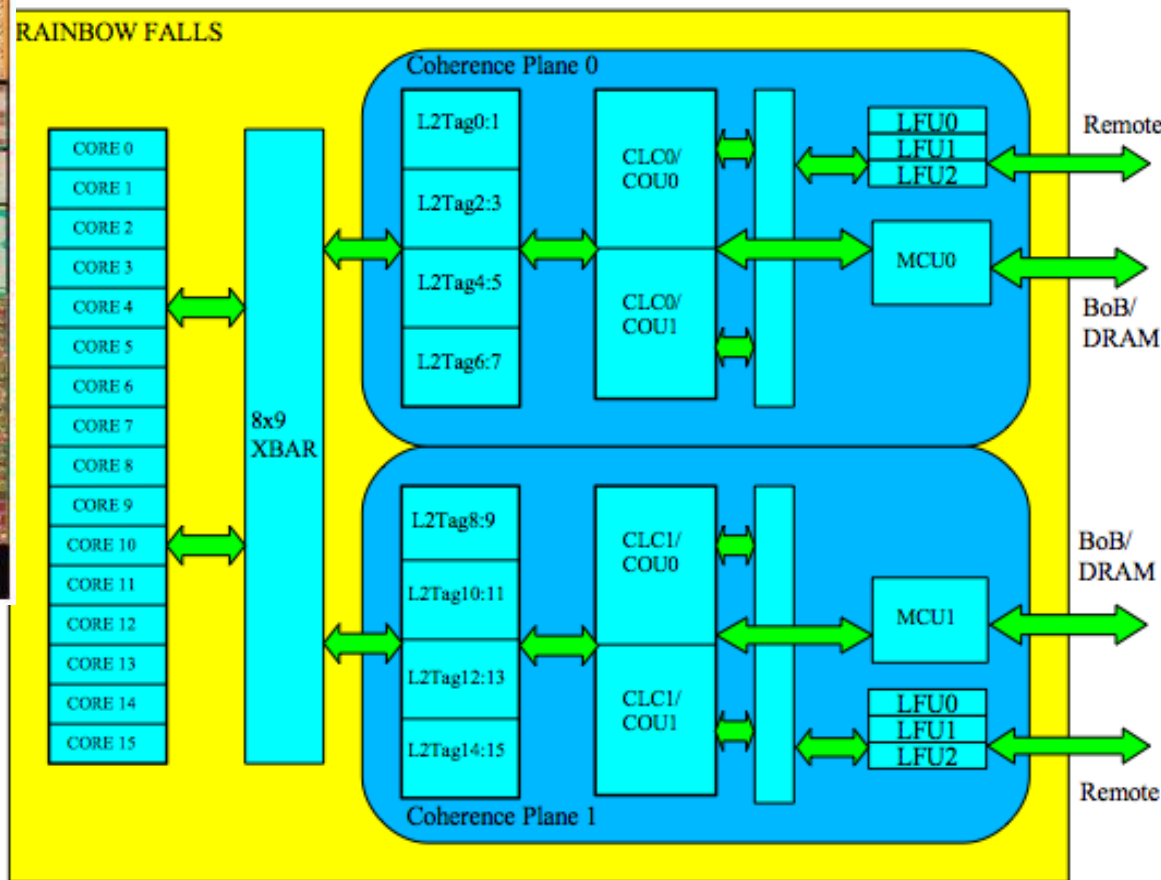 RAINBOW FALLS
CORE 0
CORE 1
CORE 2
CORE 3
CORE 4
CORE 5
CORE 6
CORE 7
CORE 8
CORE 9
CORE 10
CORE 11
CORE 12
CORE 13
CORE 14
CORE 15
8x9
XBAR
Coherence Plane 0
L2Tag0:1
L2Tag2:3
L2Tag4:5
L2Tag6:7
CLC0/
COU0
CLC0/
COU1
LFU0
LFU1
LFU2
MCU0
Remote
BoB/
DRAM
L2Tag8:9
L2Tag10:11
L2Tag12:13
L2Tag14:15
CLC1/
COU0
CLC1/
COU1
MCU1
LFU0
LFU1
LFU2
BoB/
DRAM
Remote
Coherence Plane 1